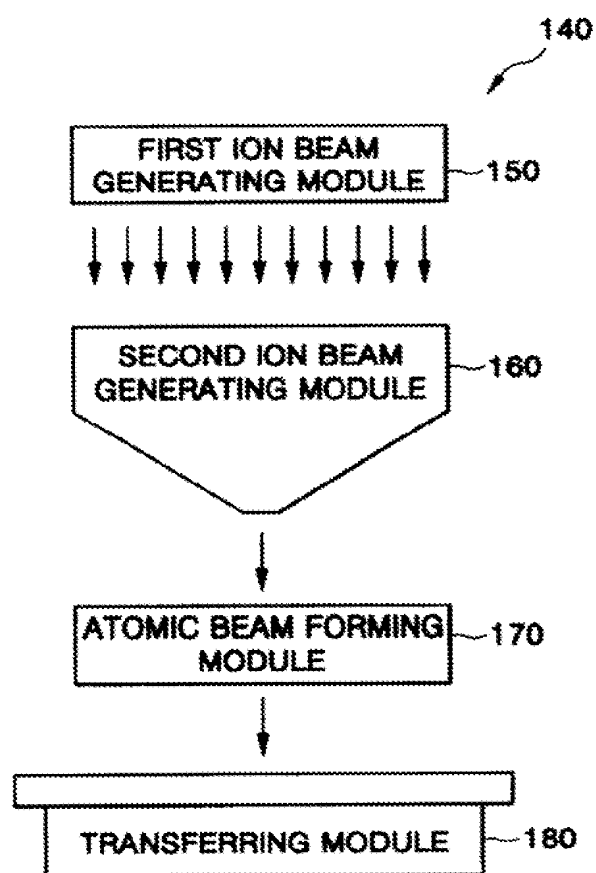 140
FIRST ION BEAM
GENERATING MODULE
150
SECOND ION BEAM
GENERATING MODULE
160
ATOMIC BEAM FORMING
MODULE
170
TRANSFERRING MODULE
180